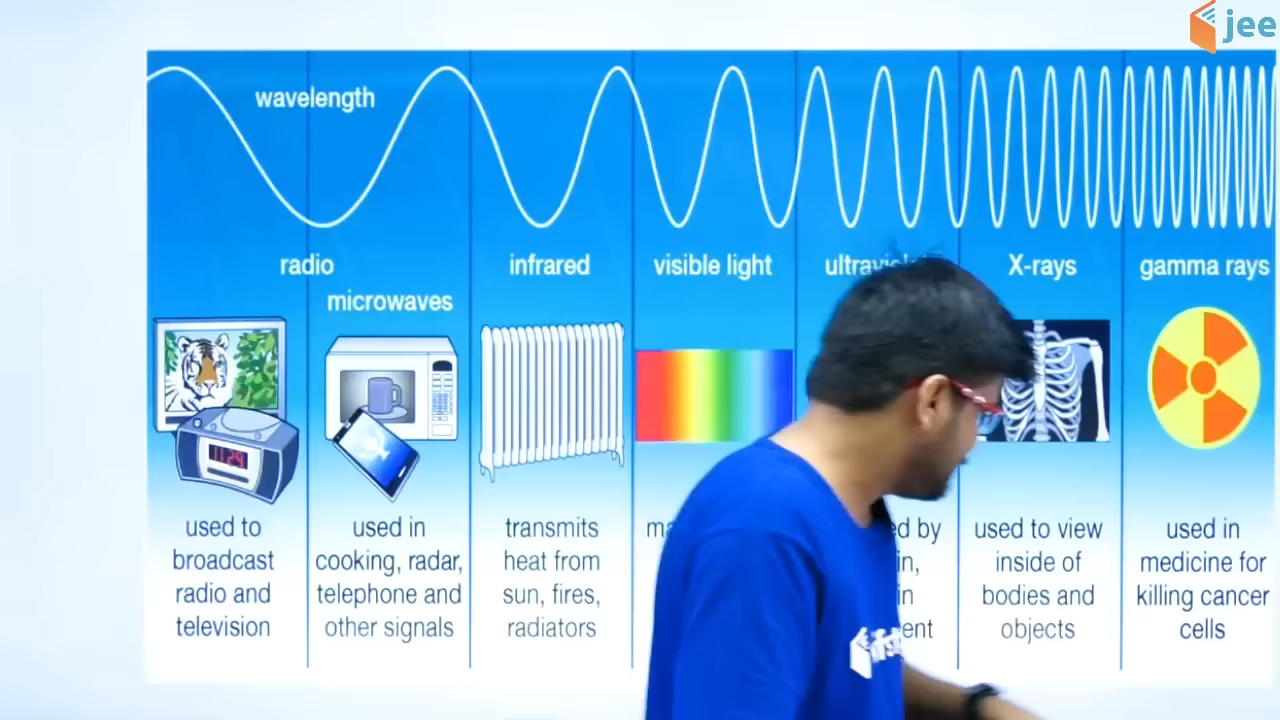 jee
wavelength
radio
infrared
visible light
X-rays
gamma rays
microwaves
11:29
used to
broadcast
radio and
television
used in
cooking, radar,
telephone and
other signals
transmits
heat from
sun, fires,
radiators
used to view
inside of
bodies and
objects
used in
medicine for
killing cancer
cells